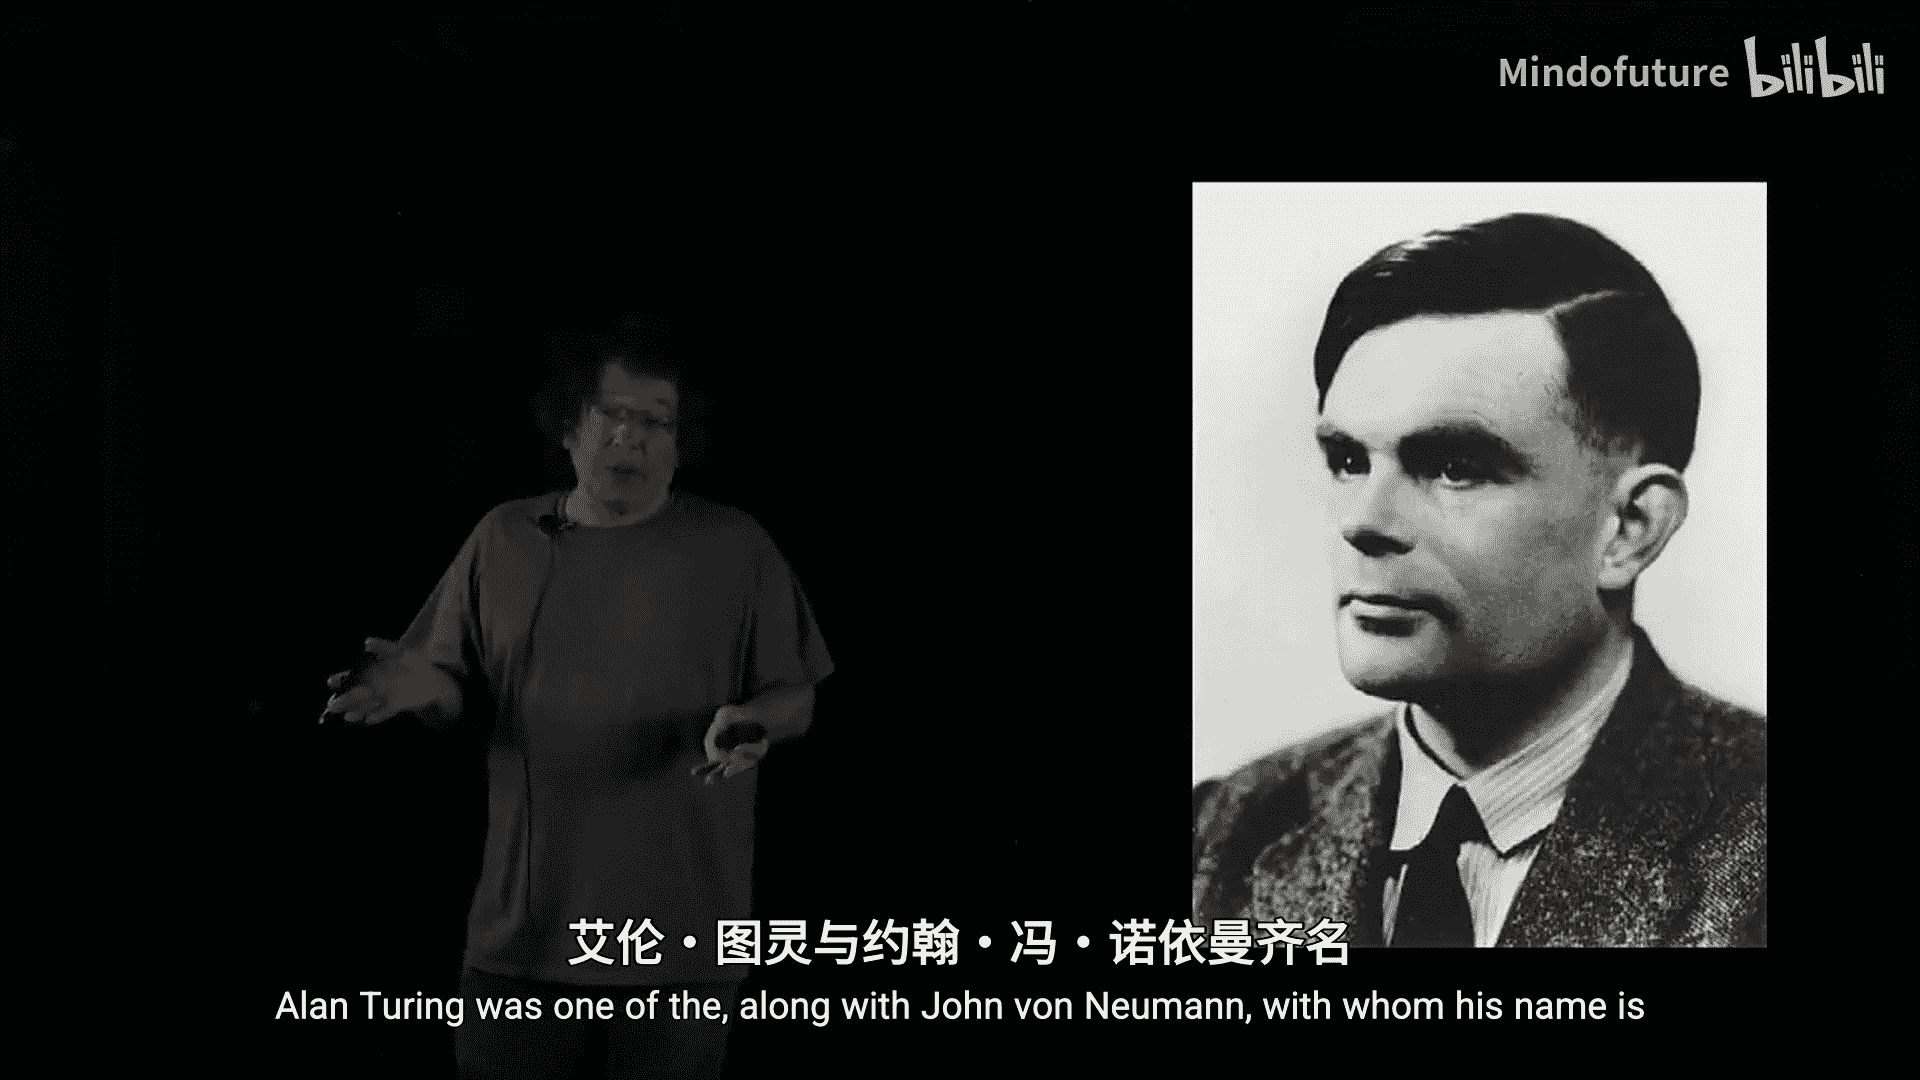 Mindofuture bilibili
艾伦·图灵与约翰·冯·诺依曼齐名
Alan Turing was one of the, along with John von Neumann, with whom his name is